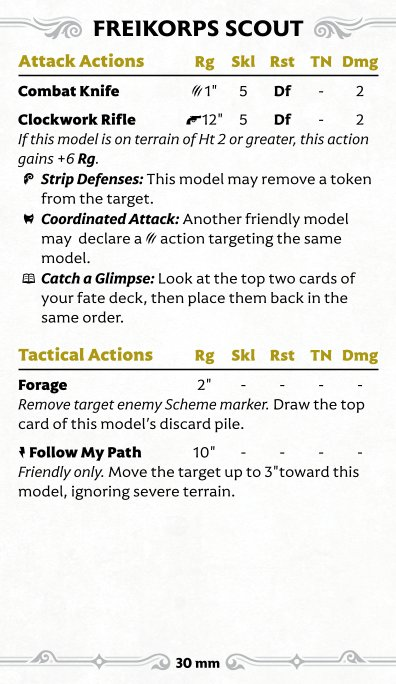 FREIKORPS SCOUT
Attack Actions Rg Skl Rst TN Dmg
Combat Knife 1" 5 Df - 2
Clockwork Rifle 12" 5 Df - 2
If this model is on terrain of Ht 2 or greater, this action
gains +6 Rg.
Strip Defenses: This model may remove a token
from the target.
Coordinated Attack: Another friendly model
may declare a action targeting the same
model.
Catch a Glimpse: Look at the top two cards of
your fate deck, then place them back in the
same order.
Tactical Actions Rg Skl Rst TN Dmg
Forage 2" - - - -
Remove target enemy Scheme marker. Draw the top
card of this model's discard pile.
Follow My Path 10" - - - -
Friendly only. Move the target up to 3"toward this
model, ignoring severe terrain.
30 mm